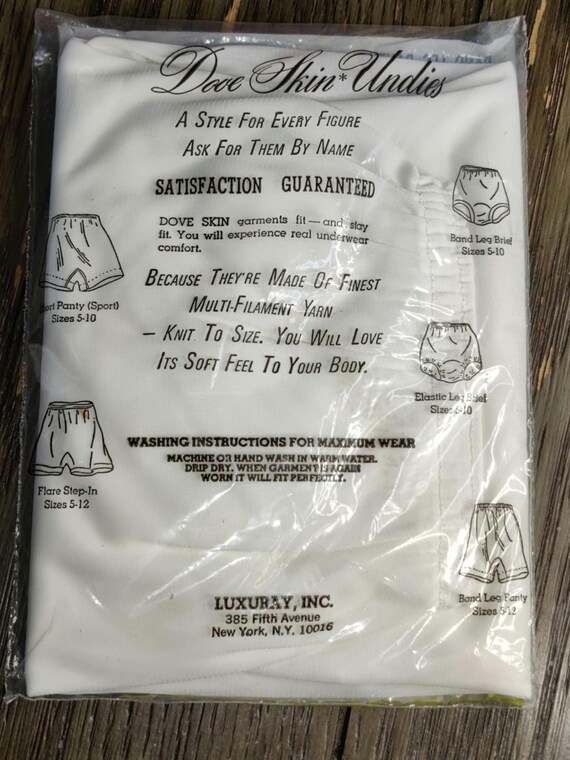 Dove Skin* Undies
A STYLE FOR EVERY FIGURE
ASK FOR THEM BY NAME
SATISFACTION GUARANTEED
DOVE SKIN garments fit — and stay
fit. You will experience real underwear
comfort.
BECAUSE THEY'RE MADE OF FINEST
MULTI-FILAMENT YARN
— KNIT TO SIZE. YOU WILL LOVE
ITS SOFT FEEL TO YOUR BODY.
Band Leg Brief
Sizes 5-10
Panty (Sport)
Sizes 5-10
Elastic Leg Brief
Sizes 5-10
Flare Step-In
Sizes 5-12
WASHING INSTRUCTIONS FOR MAXIMUM WEAR
MACHINE OR HAND WASH IN WARM WATER.
DRIP DRY. WHEN GARMENT IS AGAIN
WORN IT WILL FIT PERFECTLY.
Band Leg Panty
Sizes 5-12
LUXURAY, INC.
385 Fifth Avenue
New York, N.Y. 10016